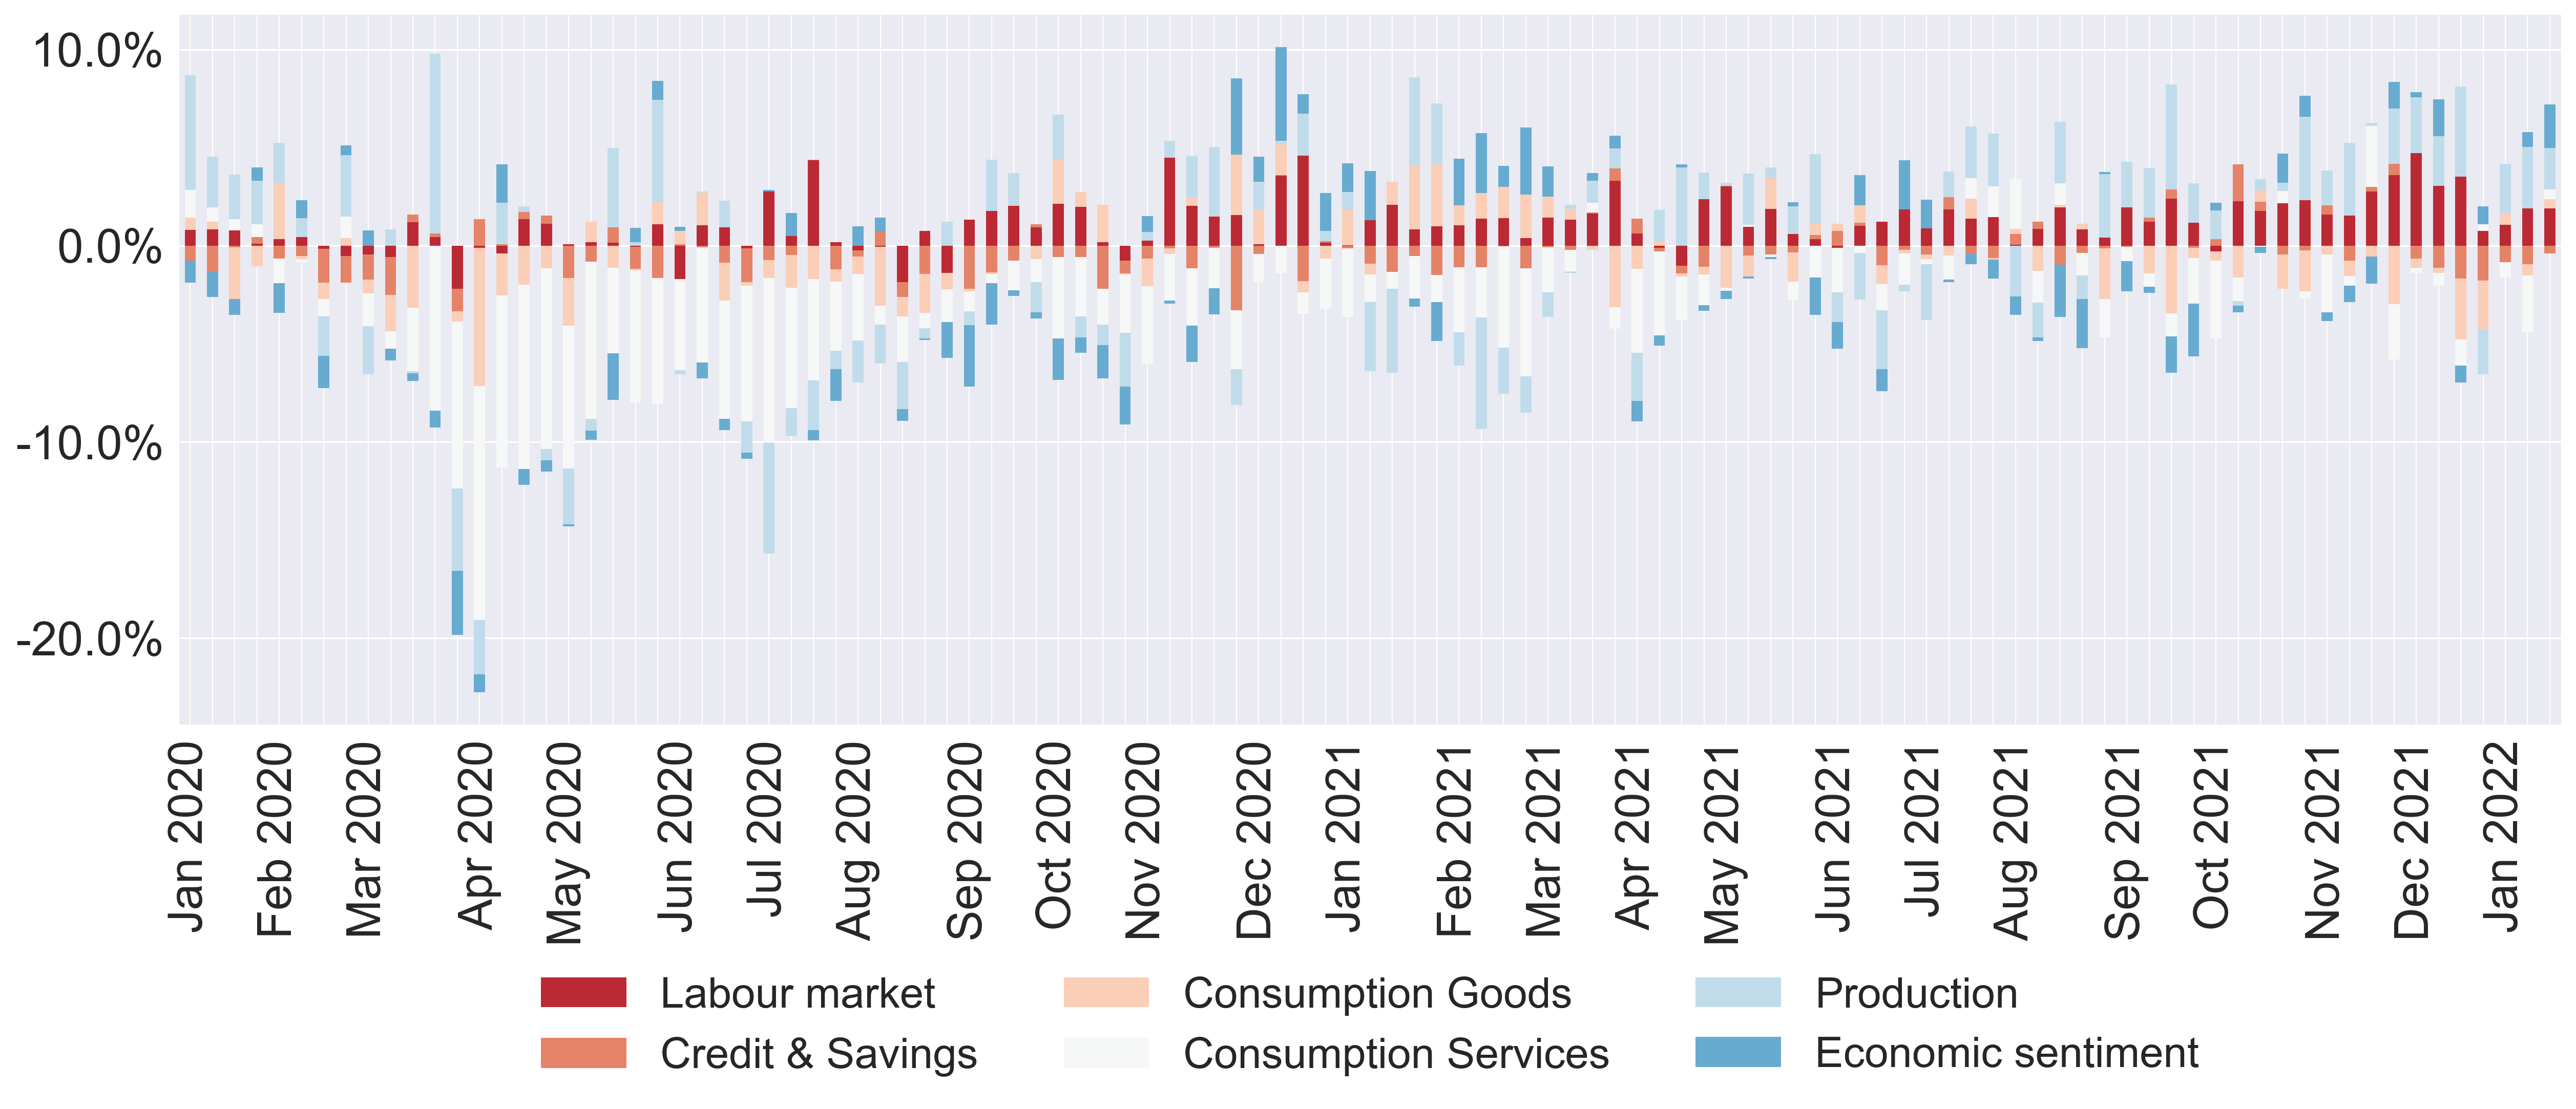 10.0%
0.0%
-10.0%
-20.0%
Jan 2020
Feb 2020
Mar 2020
Apr 2020
May 2020
Jun 2020
Jul 2020
Aug 2020
Sep 2020
Oct 2020
Nov 2020
Dec 2020
Jan 2021
Feb 2021
Mar 2021
Apr 2021
May 2021
Jun 2021
Jul 2021
Aug 2021
Sep 2021
Oct 2021
Nov 2021
Dec 2021
Jan 2022
Labour market
Credit & Savings
Consumption Goods
Consumption Services
Production
Economic sentiment